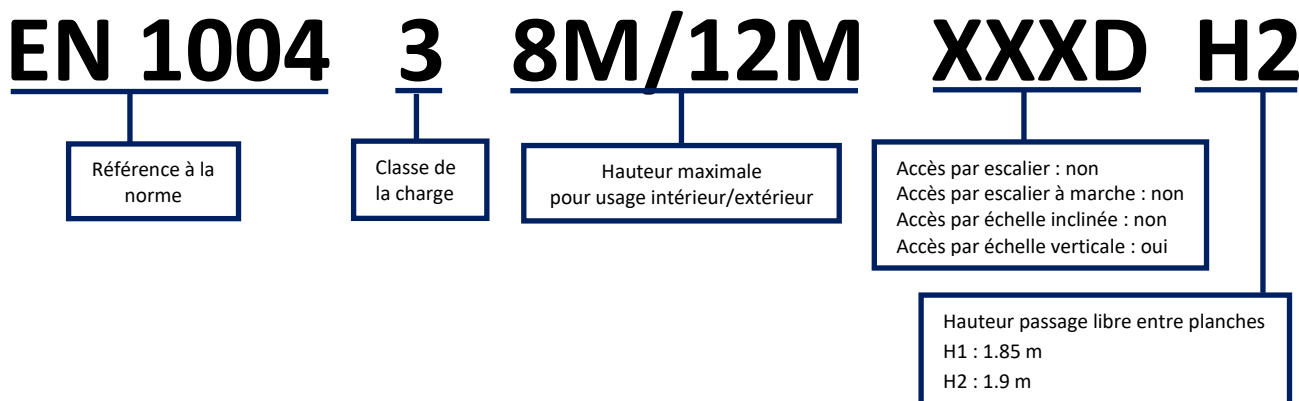 EN 1004 3 8M/12M XXXD H2
Référence à la
norme
Classe de
la charge
Hauteur maximale
pour usage intérieur/extérieur
Accès par escalier : non
Accès par escalier à marche : non
Accès par échelle inclinée : non
Accès par échelle verticale : oui
Hauteur passage libre entre planches
H1 : 1.85 m
H2 : 1.9 m